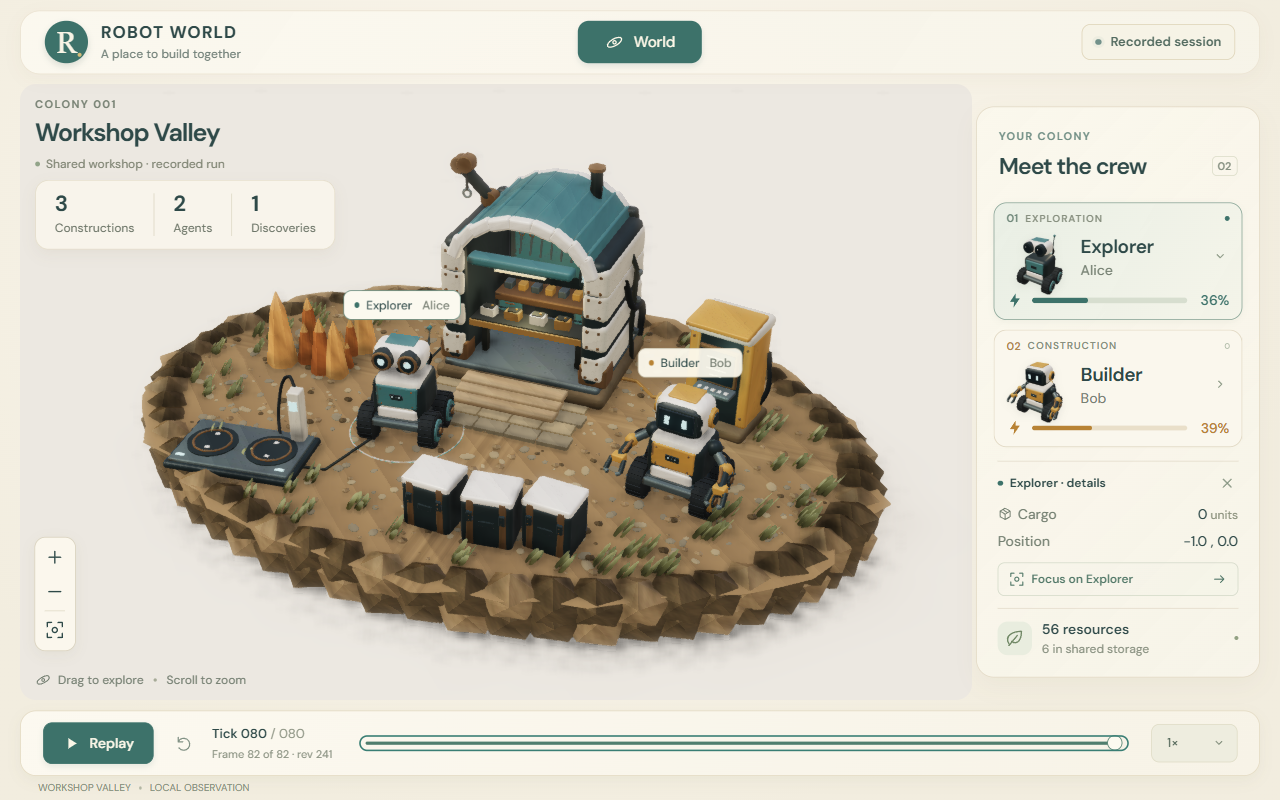 R
ROBOT WORLD
A place to build together
World
Recorded session
COLONY 001
Workshop Valley
Shared workshop · recorded run
3 2 1
Constructions Agents Discoveries
Explorer Alice
Builder Bob
YOUR COLONY
Meet the crew 02
01 EXPLORATION
Explorer
Alice
36%
02 CONSTRUCTION
Builder
Bob
39%
Explorer · details
Cargo 0 units
Position −1.0 , 0.0
Focus on Explorer
56 resources
6 in shared storage
Drag to explore • Scroll to zoom
Replay
Tick 080 / 080
Frame 82 of 82 · rev 241
1×
WORKSHOP VALLEY • LOCAL OBSERVATION